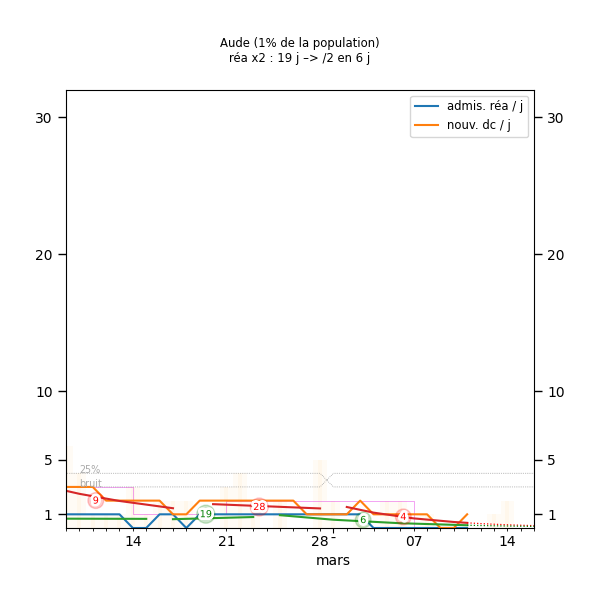 Aude (1% de la population)
réa x2 : 19 j –> /2 en 6 j
admis. réa / j
nouv. dc / j
30 30
20 20
10 10
5 5
1 1
25%
bruit
9
19
28
6
4
14 21 28 07 14
mars